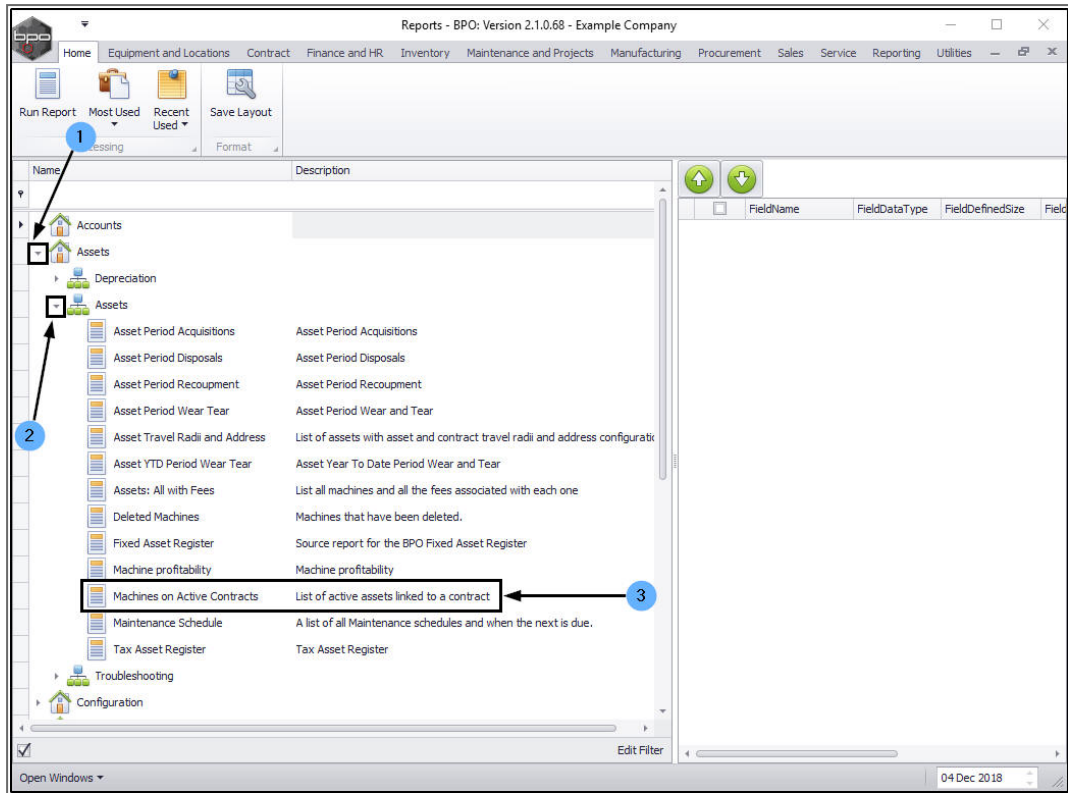 bpo
Reports - BPO: Version 2.1.0.68 - Example Company
Home Equipment and Locations Contract Finance and HR Inventory Maintenance and Projects Manufacturing Procurement Sales Service Reporting Utilities
Run Report Most Used Recent Used Save Layout
1
essing Format
Name Description
FieldName FieldDataType FieldDefinedSize Field
Accounts
Assets
Depreciation
Assets
Asset Period Acquisitions Asset Period Acquisitions
Asset Period Disposals Asset Period Disposals
Asset Period Recoupment Asset Period Recoupment
Asset Period Wear Tear Asset Period Wear and Tear
2
Asset Travel Radii and Address List of assets with asset and contract travel radii and address configuratic
Asset YTD Period Wear Tear Asset Year To Date Period Wear and Tear
Assets: All with Fees List all machines and all the fees associated with each one
Deleted Machines Machines that have been deleted.
Fixed Asset Register Source report for the BPO Fixed Asset Register
Machine profitability Machine profitability
Machines on Active Contracts List of active assets linked to a contract 3
Maintenance Schedule A list of all Maintenance schedules and when the next is due.
Tax Asset Register Tax Asset Register
Troubleshooting
Configuration
Edit Filter
Open Windows 04 Dec 2018